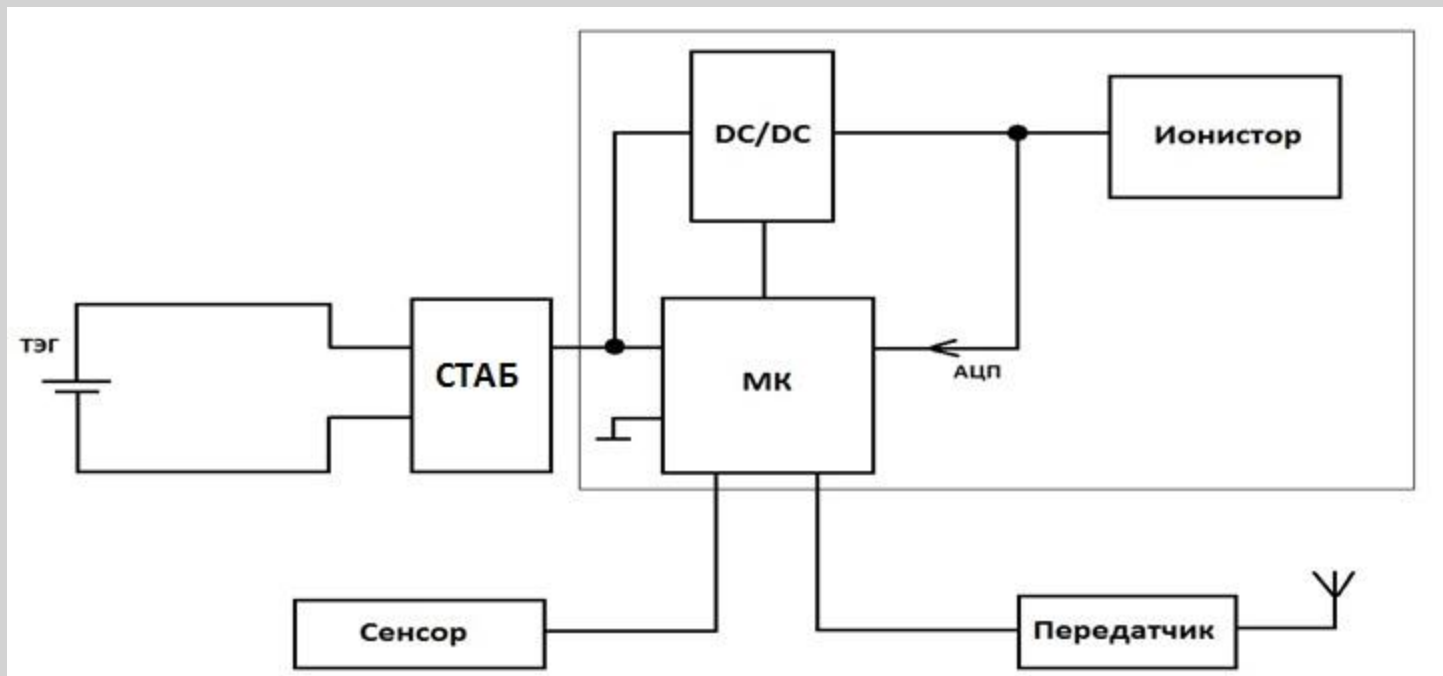 DC/DC
Ионистор
ТЭГ
СТАБ
МК
АЦП
Сенсор
Передатчик